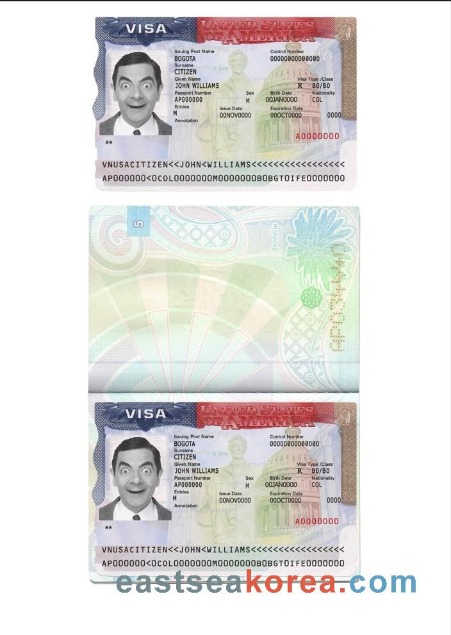 VISA
UNITED STATES OF AMERICA
Issuing Post Name Control Number
BOGOTA 00000000000000
Surname
CITIZEN
Given Name Visa Type /Class
JOHN WILLIAMS R B0/B0
Passport Number Sex Birth Date Nationality
AP000000 M 00JAN0000 COL
Entries Issue Date Expiration Date
M 00NOV0000 00OCT0000 0000
Annotation
A0000000
**
VNUSACITIZEN<<JOHN<WILLIAMS<<<<<<<<<<<<<<<<<
AP000000<0COL0000000M0000000B0BGT0IFE0000000
5
VISA
UNITED STATES OF AMERICA
Issuing Post Name Control Number
BOGOTA 00000000000000
Surname
CITIZEN
Given Name Visa Type /Class
JOHN WILLIAMS R B0/B0
Passport Number Sex Birth Date Nationality
AP000000 M 00JAN0000 COL
Entries Issue Date Expiration Date
M 00NOV0000 00OCT0000 0000
Annotation
A0000000
**
VNUSACITIZEN<<JOHN<WILLIAMS<<<<<<<<<<<<<<<<<
AP000000<0COL0000000M0000000B0BGT0IFE0000000
eastseakorea.com